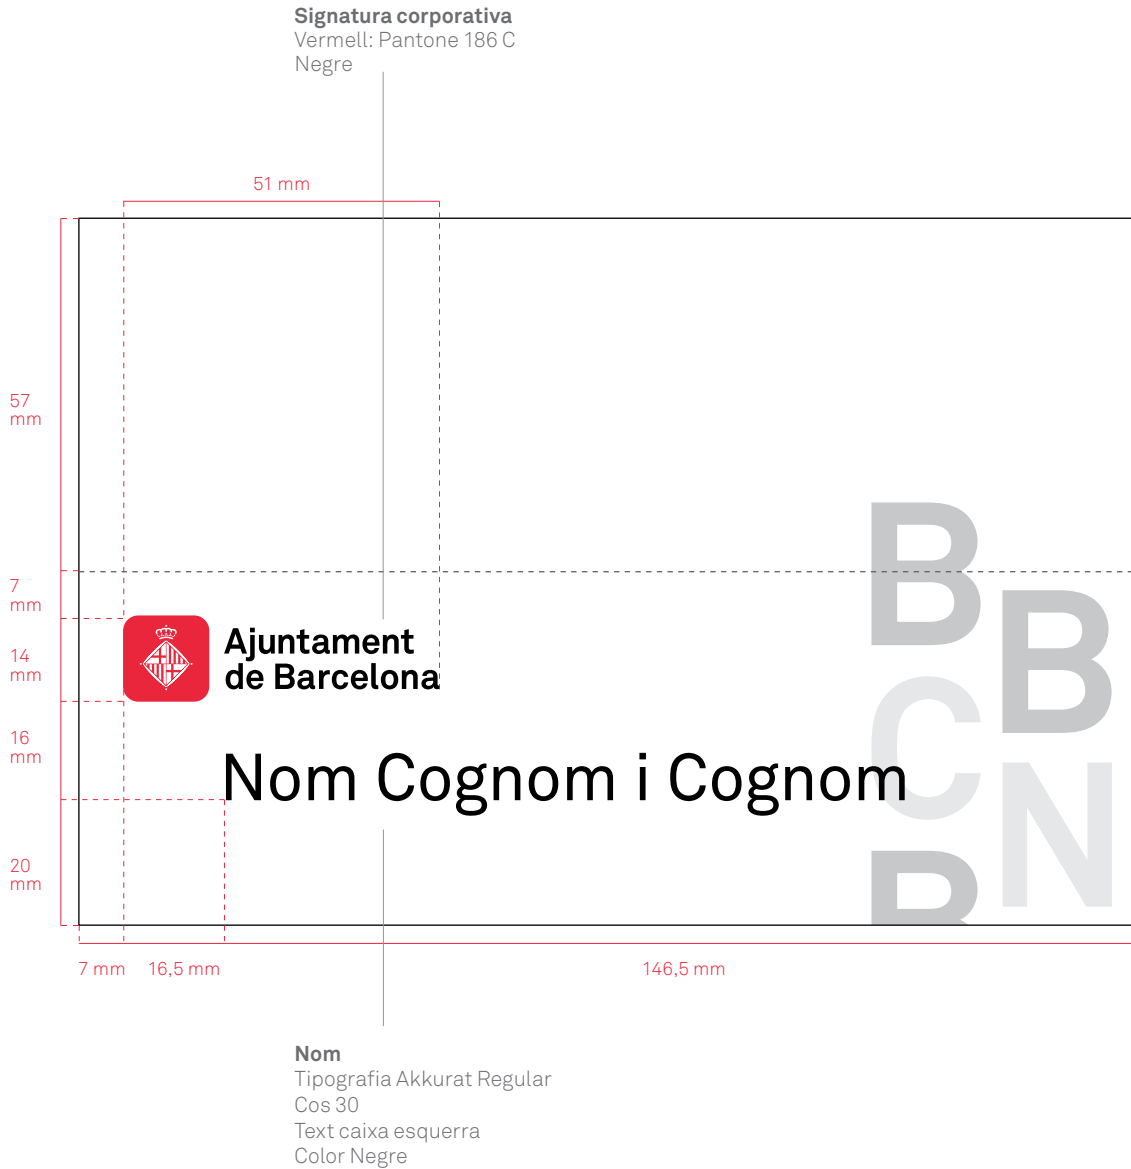 Signatura corporativa
Vermell: Pantone 186 C
Negre
51 mm
57
mm
7
mm
14
mm
16
mm
20
mm
Ajuntament
de Barcelona
Nom Cognom i Cognom
B
B
C
N
B
7 mm
16,5 mm
146,5 mm
Nom
Tipografia Akkurat Regular
Cos 30
Text caixa esquerra
Color Negre